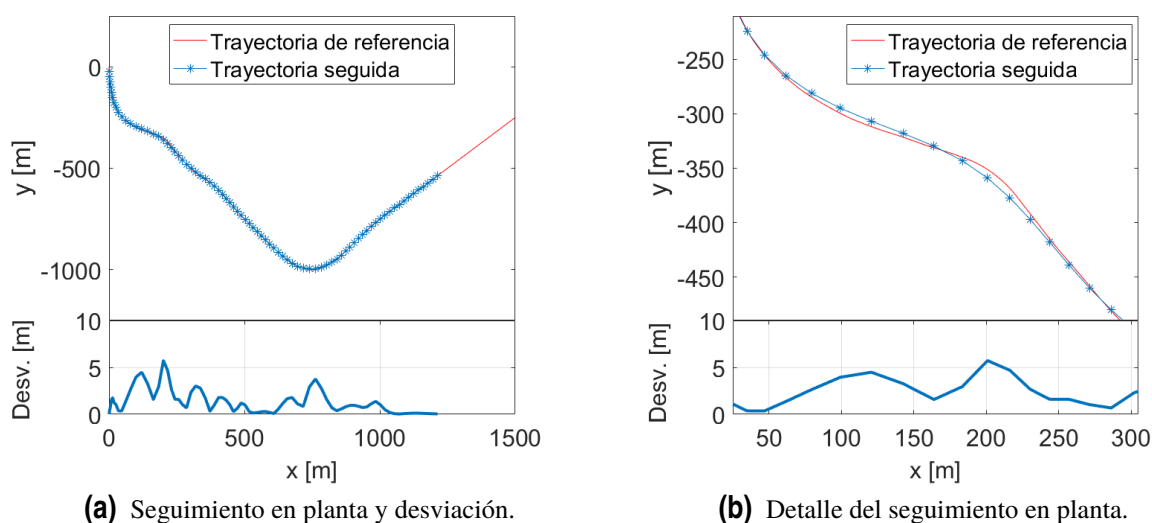 Trayectoria de referencia
Trayectoria seguida
0
-500
-1000
y [m]
10
5
0
Desv. [m]
0 500 1000 1500
x [m]
(a) Seguimiento en planta y desviación.
Trayectoria de referencia
Trayectoria seguida
-250
-300
-350
-400
-450
y [m]
10
5
0
Desv. [m]
50 100 150 200 250 300
x [m]
(b) Detalle del seguimiento en planta.